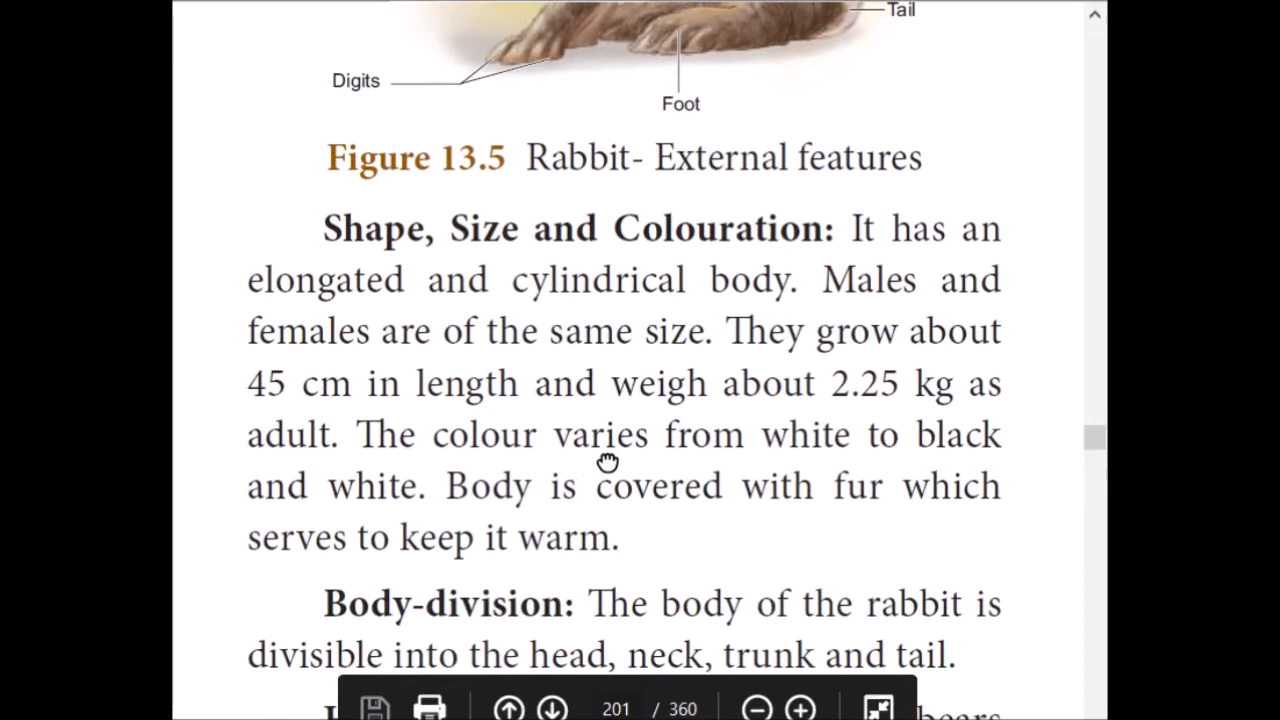 Tail
Digits
Foot
Figure 13.5 Rabbit- External features
Shape, Size and Colouration: It has an
elongated and cylindrical body. Males and
females are of the same size. They grow about
45 cm in length and weigh about 2.25 kg as
adult. The colour varies from white to black
and white. Body is covered with fur which
serves to keep it warm.
Body-division: The body of the rabbit is
divisible into the head, neck, trunk and tail.
201 / 360
bears